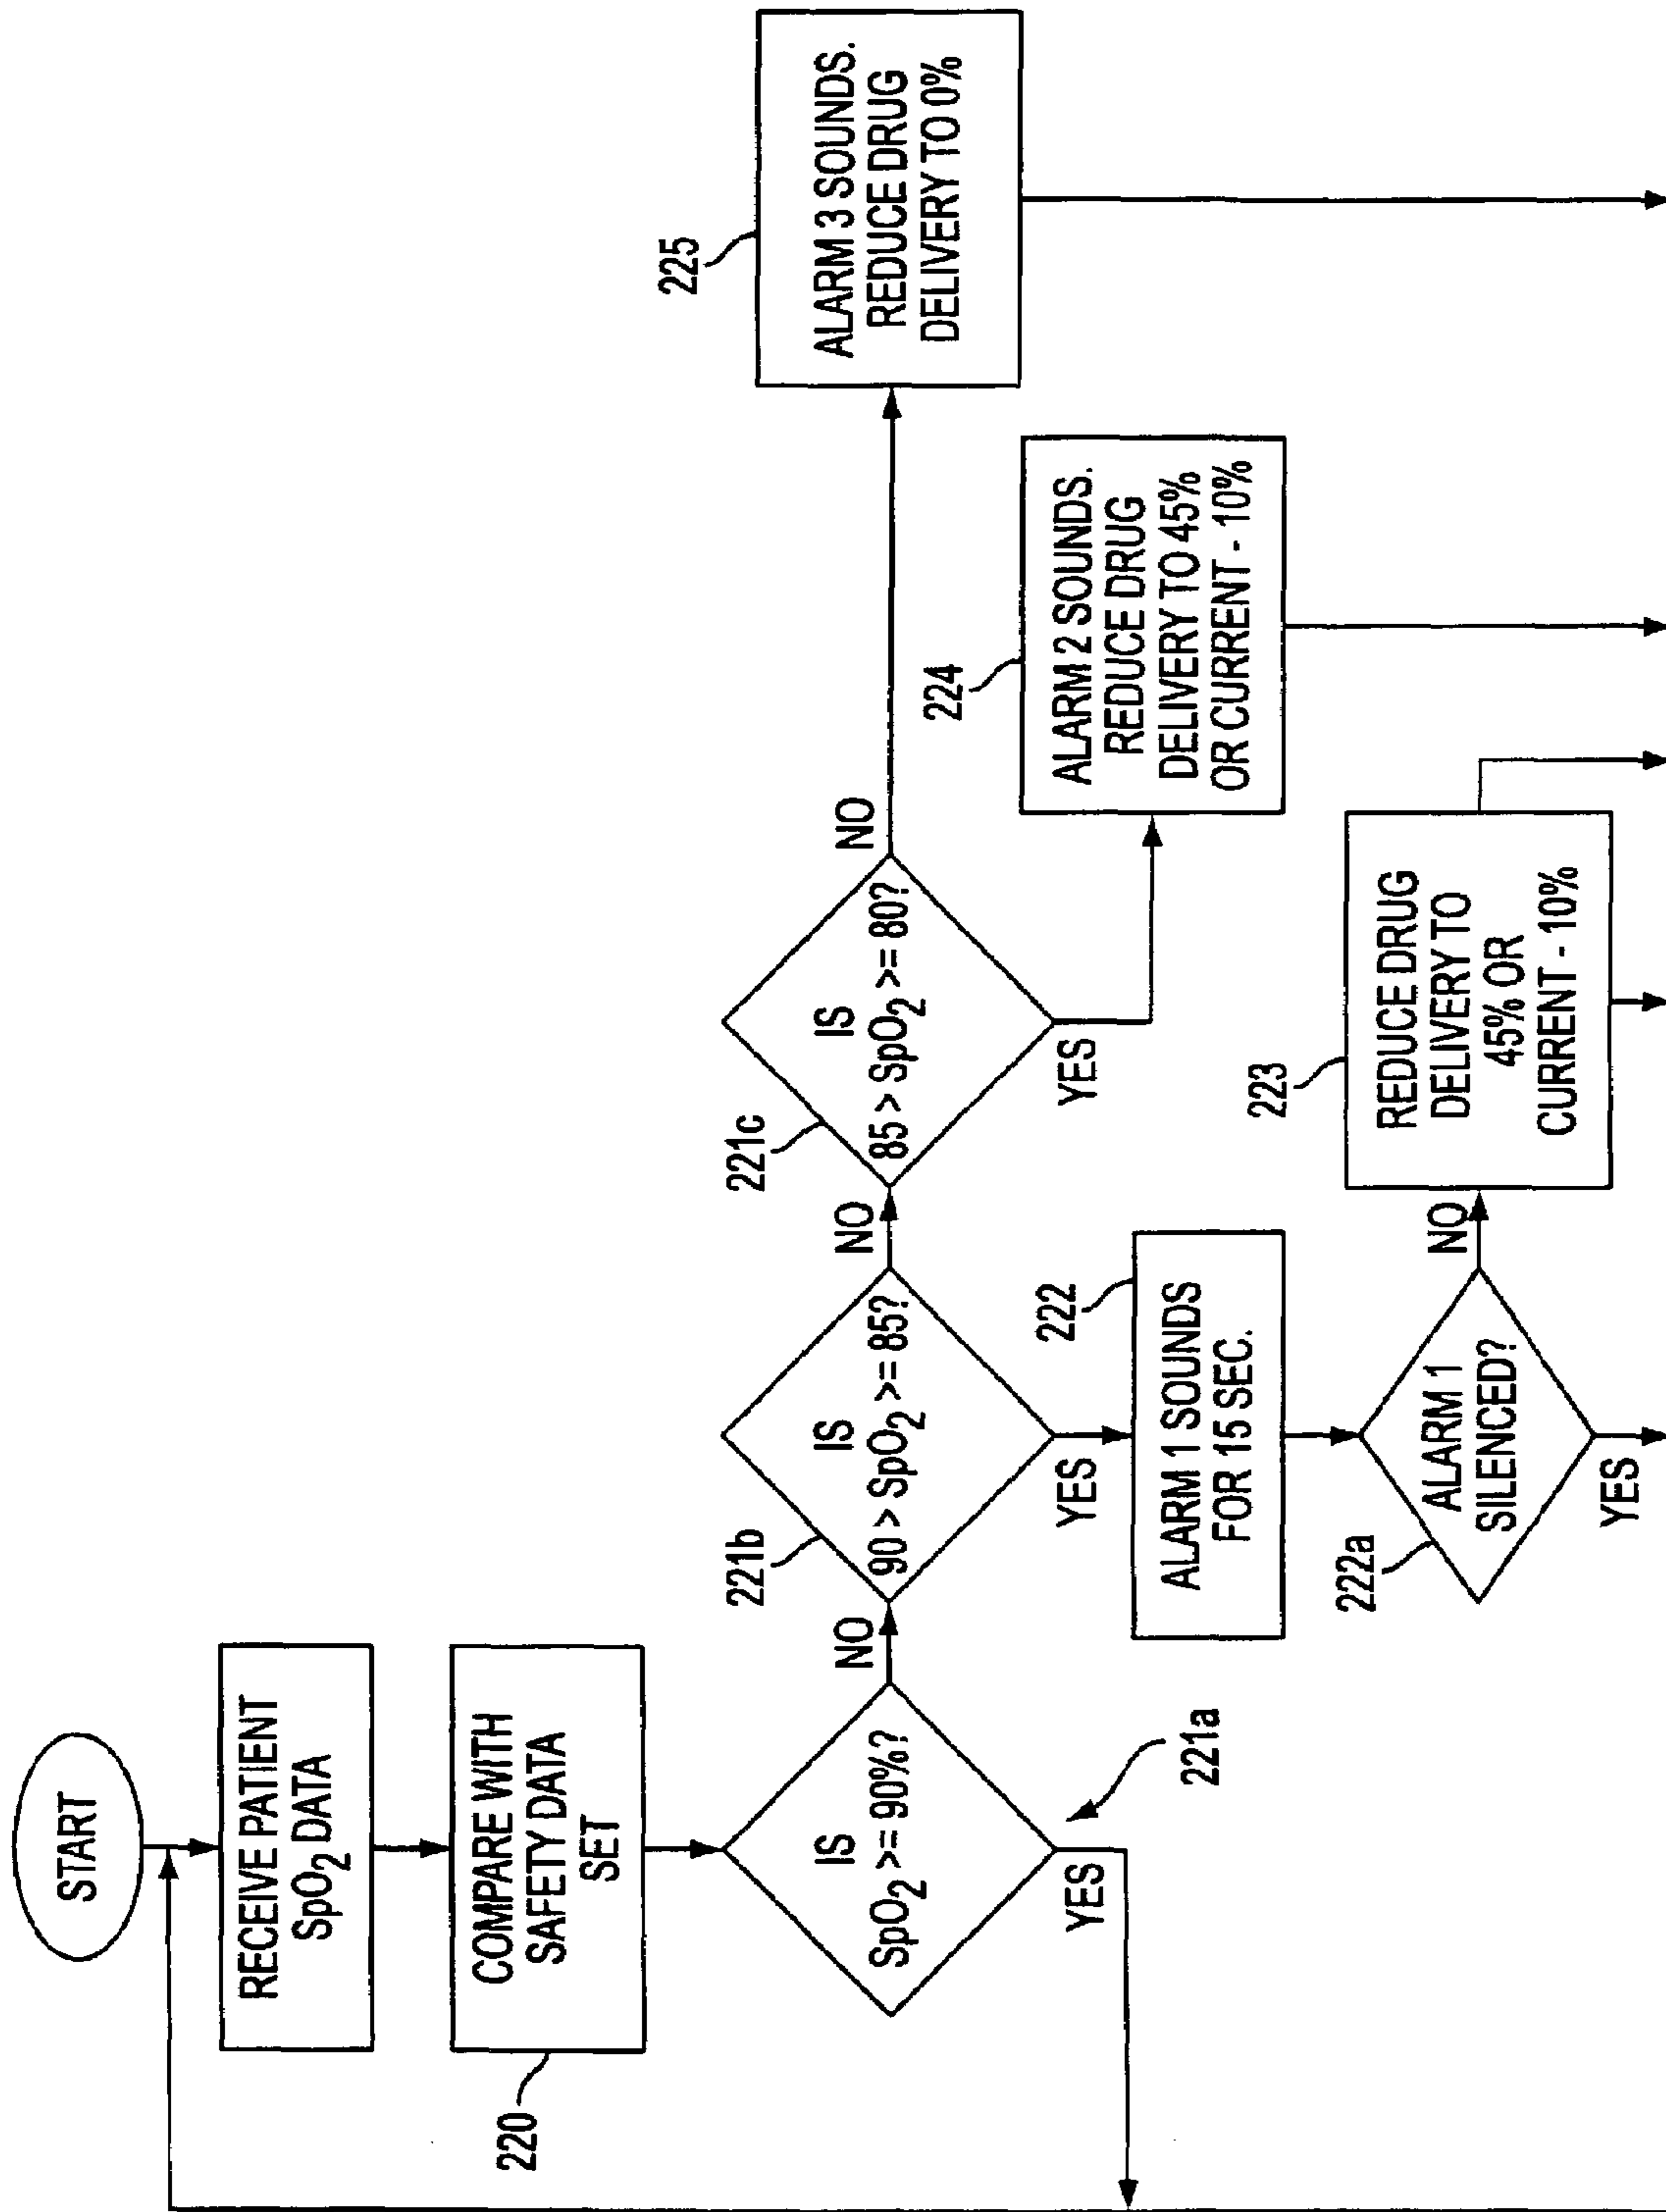 START
RECEIVE PATIENT
SpO2 DATA
220
COMPARE WITH
SAFETY DATA
SET
221a
IS
SpO2 >= 90%?
NO
YES
221b
IS
90 > SpO2 >= 85?
NO
YES
221c
IS
85 > SpO2 >= 80?
NO
YES
225
ALARM 3 SOUNDS.
REDUCE DRUG
DELIVERY TO 0%
224
ALARM 2 SOUNDS.
REDUCE DRUG
DELIVERY TO 45%
OR CURRENT - 10%
222
ALARM 1 SOUNDS
FOR 15 SEC.
222a
ALARM 1
SILENCED?
NO
YES
223
REDUCE DRUG
DELIVERY TO
45% OR
CURRENT - 10%